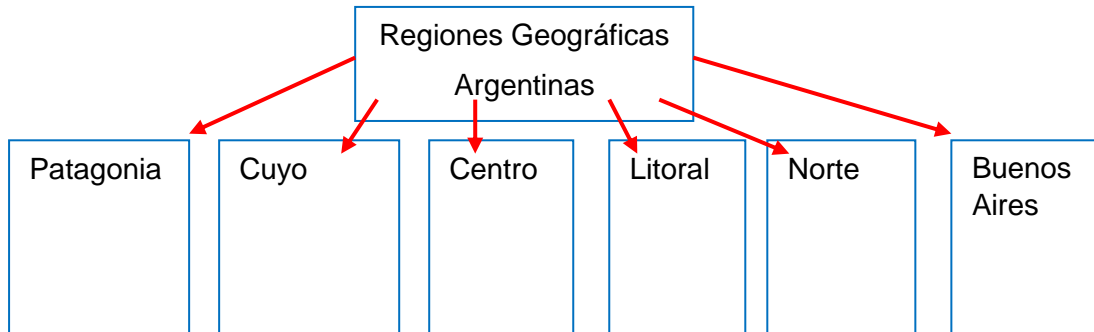 Regiones Geográficas
Argentinas
Patagonia
Cuyo
Centro
Litoral
Norte
Buenos
Aires